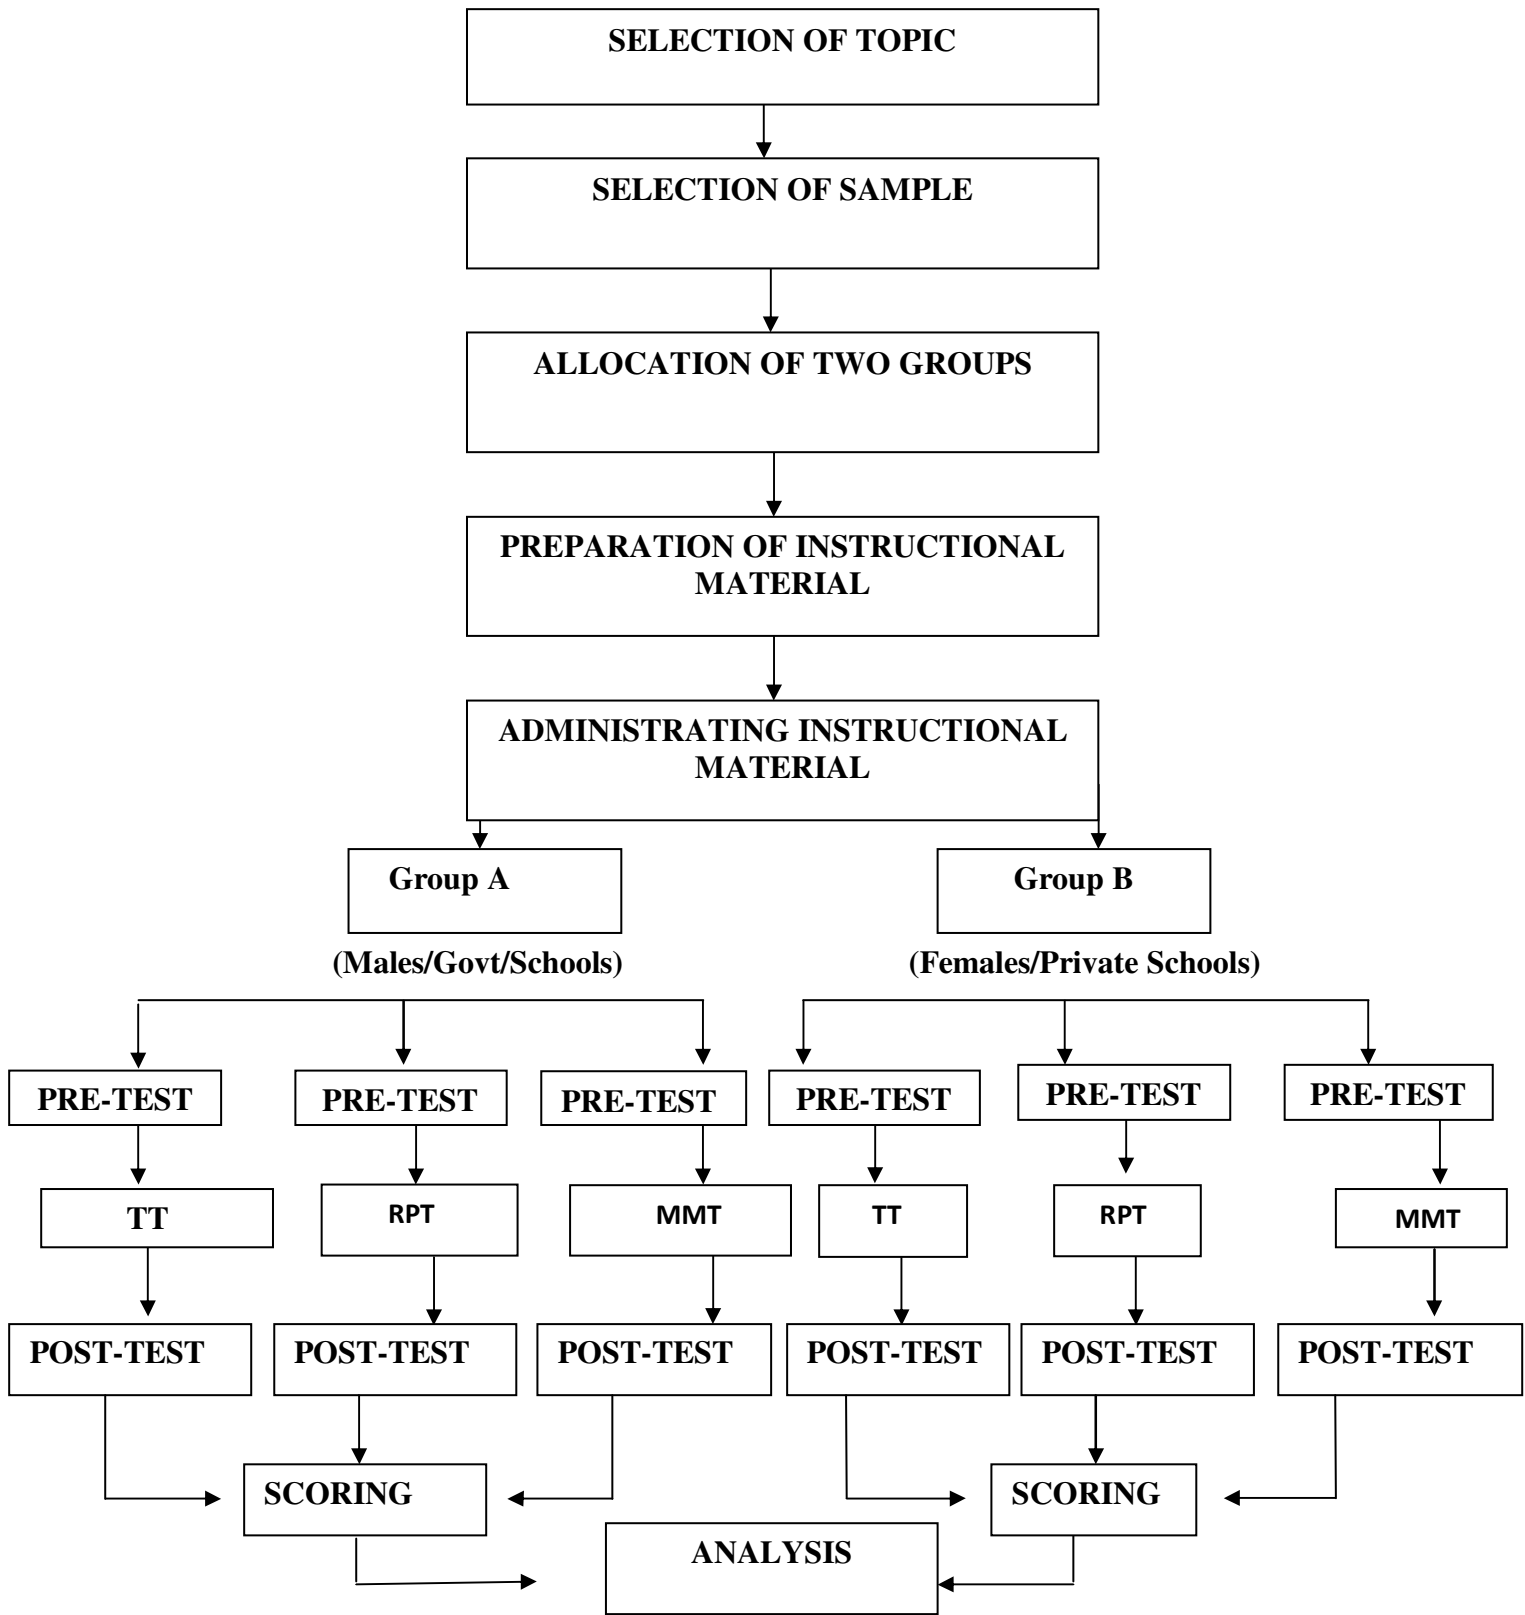 SELECTION OF TOPIC
SELECTION OF SAMPLE
ALLOCATION OF TWO GROUPS
PREPARATION OF INSTRUCTIONAL
MATERIAL
ADMINISTRATING INSTRUCTIONAL
MATERIAL
Group A
Group B
(Males/Govt/Schools)
(Females/Private Schools)
PRE-TEST
PRE-TEST
PRE-TEST
PRE-TEST
PRE-TEST
PRE-TEST
TT
RPT
MMT
TT
RPT
MMT
POST-TEST
POST-TEST
POST-TEST
POST-TEST
POST-TEST
POST-TEST
SCORING
SCORING
ANALYSIS